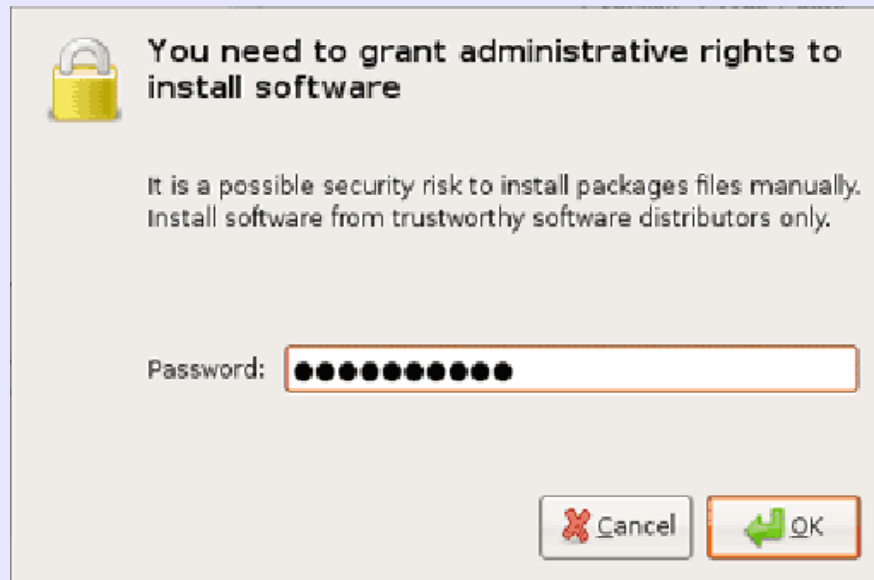 You need to grant administrative rights to
install software
It is a possible security risk to install packages files manually.
Install software from trustworthy software distributors only.
Password: ●●●●●●●●●●
Cancel
OK